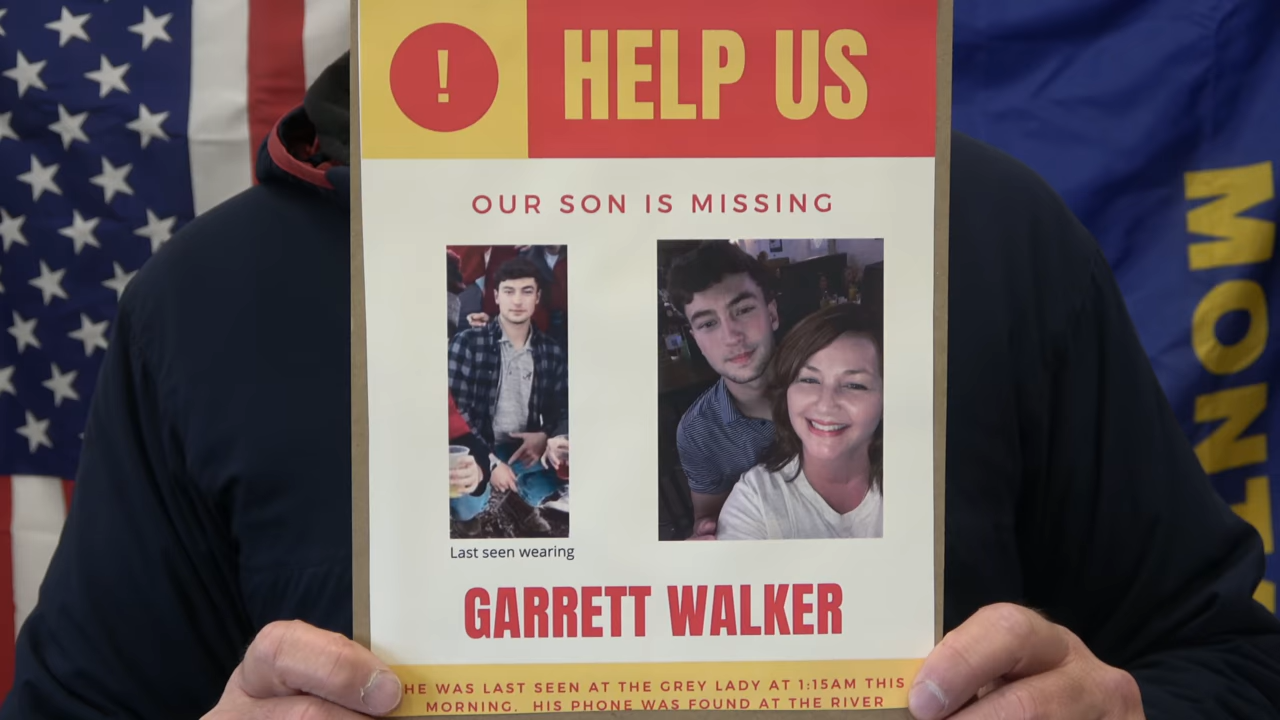 !
HELP US
OUR SON IS MISSING
Last seen wearing
GARRETT WALKER
HE WAS LAST SEEN AT THE GREY LADY AT 1:15AM THIS
MORNING. HIS PHONE WAS FOUND AT THE RIVER
MONT